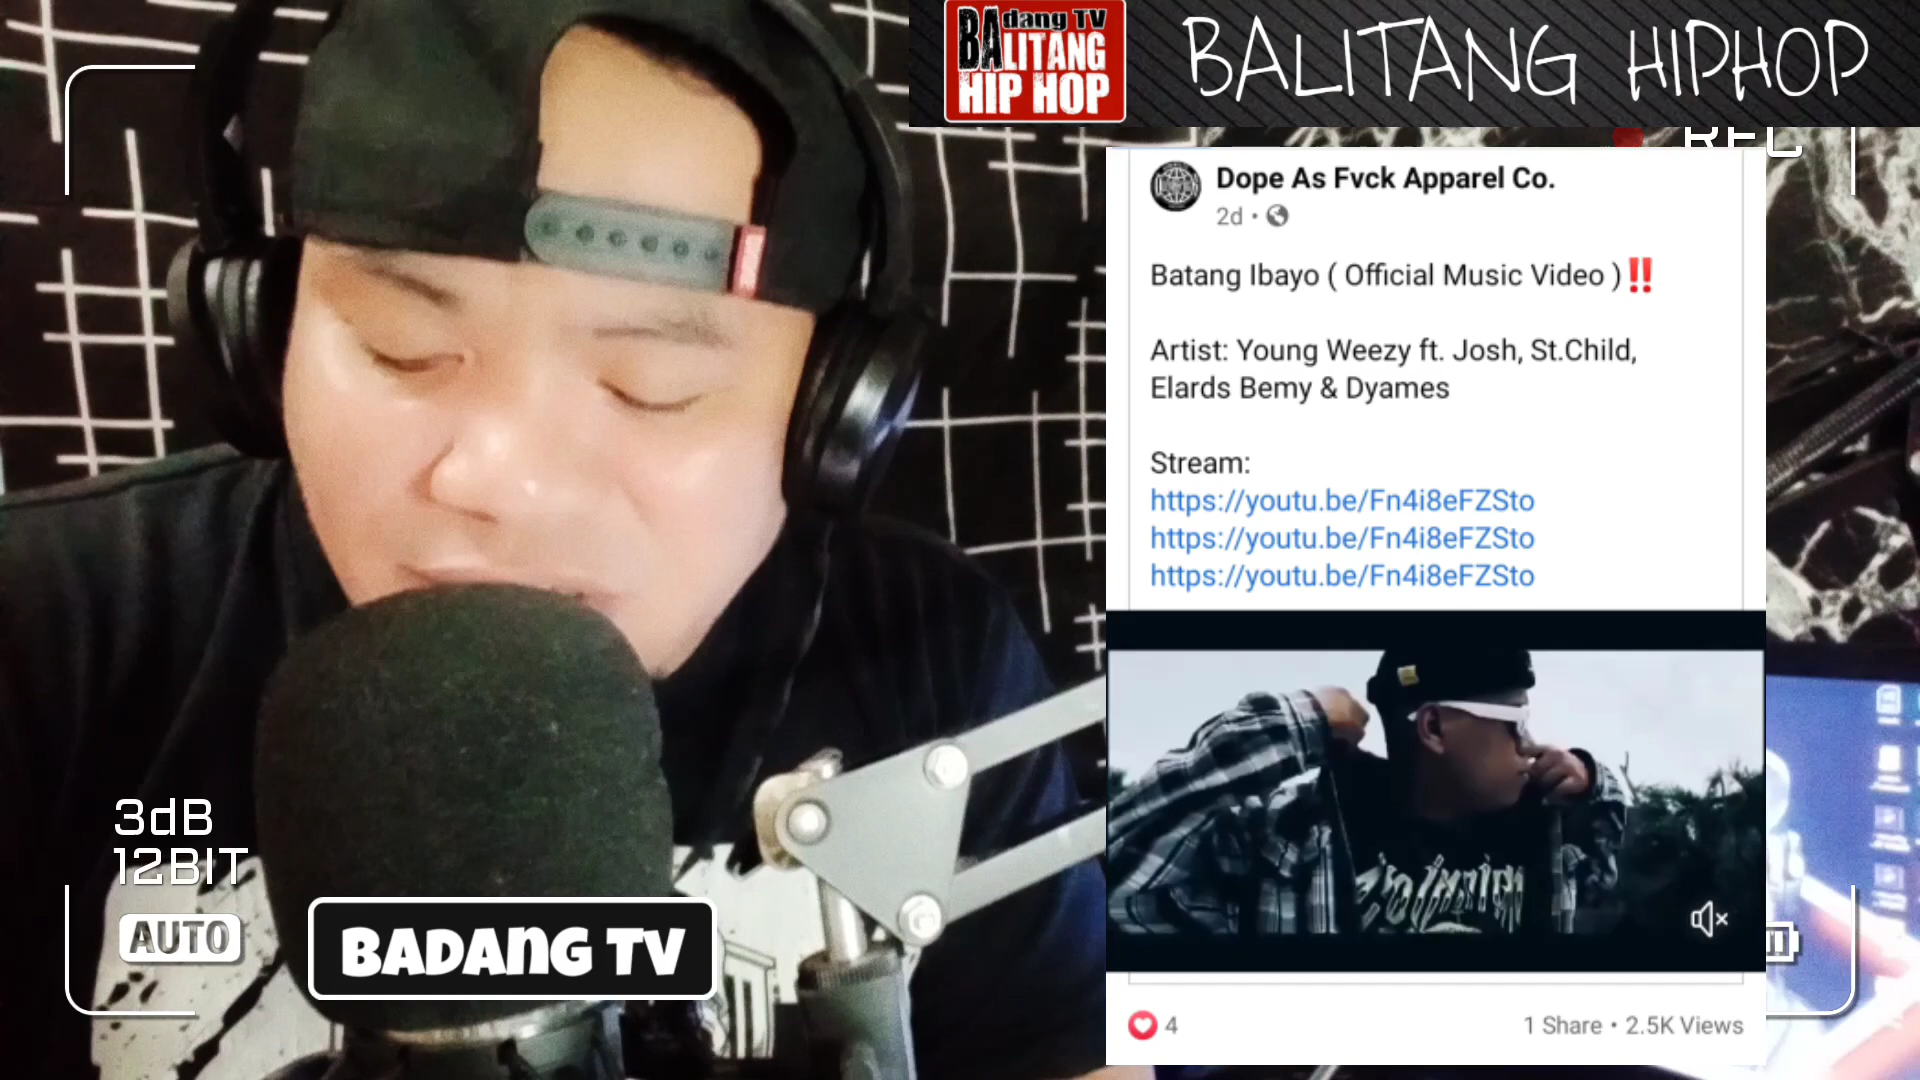 BAdang TV
BALITANG
HIP HOP
BALITANG HIPHOP
REC
Dope As Fvck Apparel Co.
2d
Batang Ibayo ( Official Music Video )‼️
Artist: Young Weezy ft. Josh, St.Child,
Elards Bemy & Dyames
Stream:
https://youtu.be/Fn4i8eFZSto
https://youtu.be/Fn4i8eFZSto
https://youtu.be/Fn4i8eFZSto
3dB
12BIT
AUTO
BADANG TV
4
1 Share • 2.5K Views